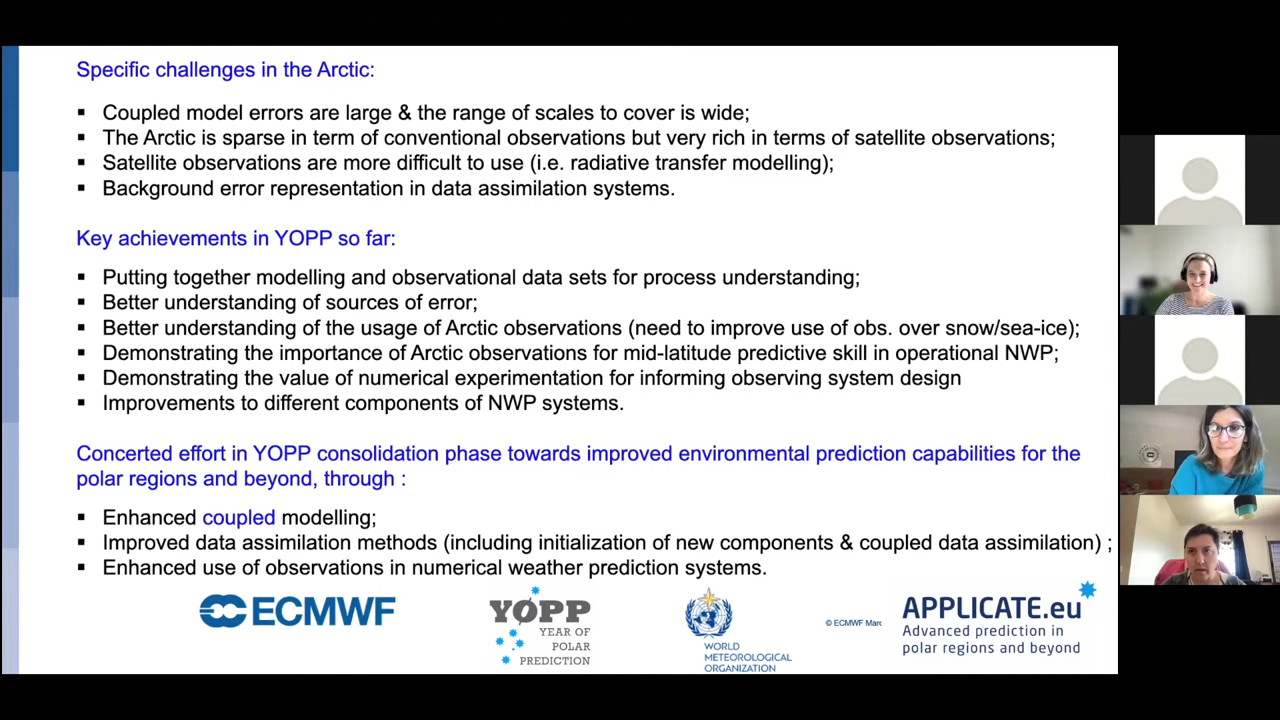 Specific challenges in the Arctic:
▪ Coupled model errors are large & the range of scales to cover is wide;
▪ The Arctic is sparse in term of conventional observations but very rich in terms of satellite observations;
▪ Satellite observations are more difficult to use (i.e. radiative transfer modelling);
▪ Background error representation in data assimilation systems.
Key achievements in YOPP so far:
▪ Putting together modelling and observational data sets for process understanding;
▪ Better understanding of sources of error;
▪ Better understanding of the usage of Arctic observations (need to improve use of obs. over snow/sea-ice);
▪ Demonstrating the importance of Arctic observations for mid-latitude predictive skill in operational NWP;
▪ Demonstrating the value of numerical experimentation for informing observing system design
▪ Improvements to different components of NWP systems.
Concerted effort in YOPP consolidation phase towards improved environmental prediction capabilities for the
polar regions and beyond, through :
▪ Enhanced coupled modelling;
▪ Improved data assimilation methods (including initialization of new components & coupled data assimilation) ;
▪ Enhanced use of observations in numerical weather prediction systems.
ECMWF
YOPP
YEAR OF
POLAR
PREDICTION
WORLD
METEOROLOGICAL
ORGANIZATION
© ECMWF Marc
APPLICATE.eu
Advanced prediction in
polar regions and beyond